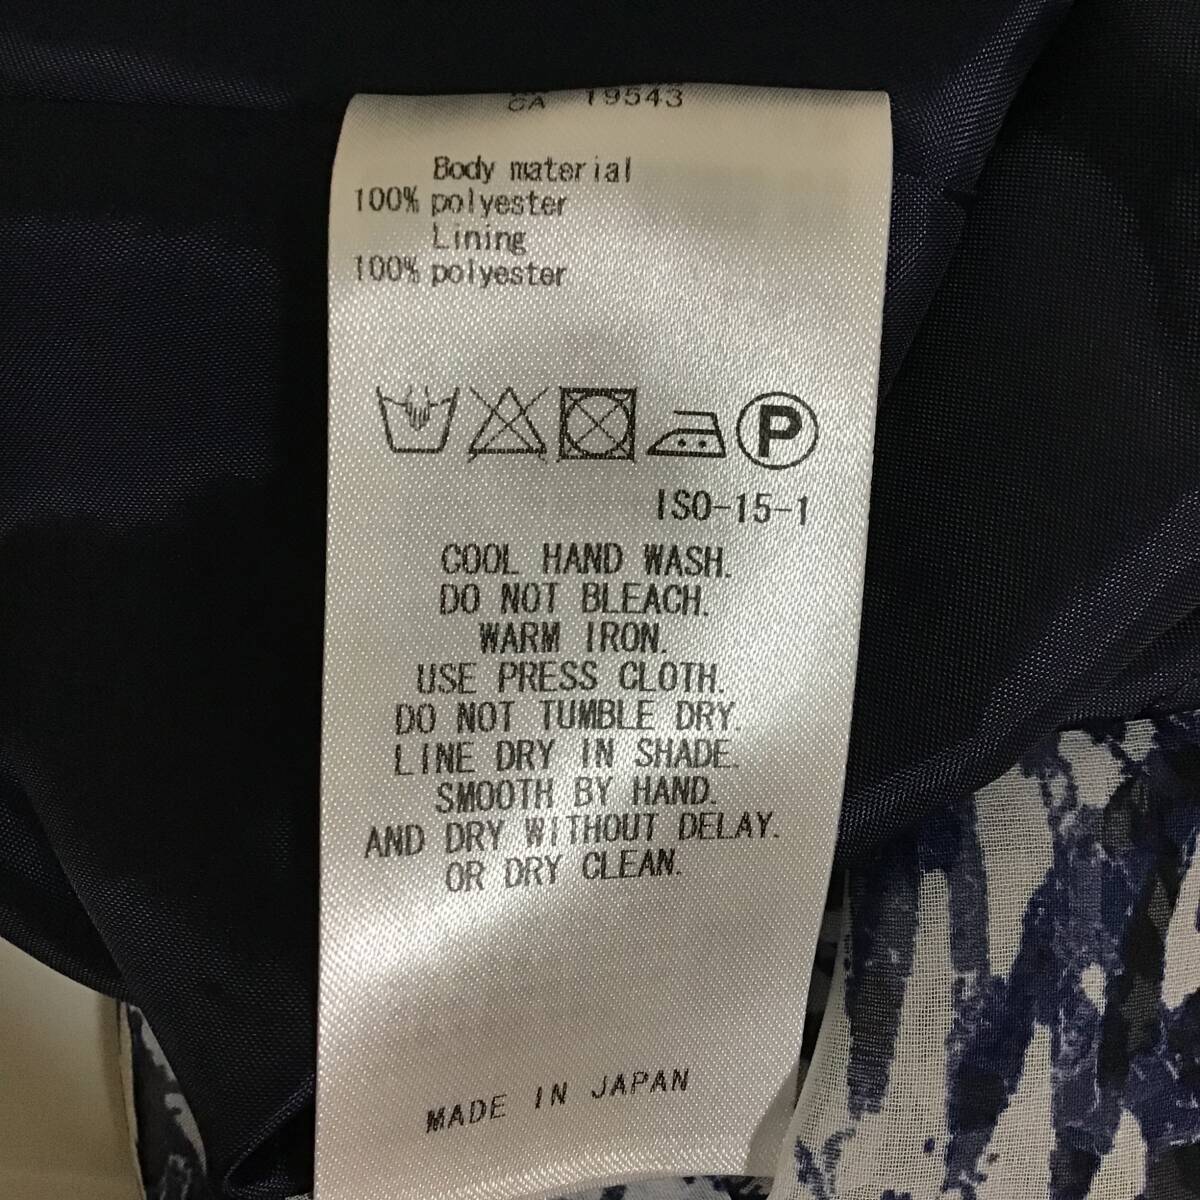 CA 19543
Body material
100% polyester
Lining
100% polyester
P
ISO-15-1
COOL HAND WASH.
DO NOT BLEACH.
WARM IRON.
USE PRESS CLOTH.
DO NOT TUMBLE DRY.
LINE DRY IN SHADE.
SMOOTH BY HAND.
AND DRY WITHOUT DELAY.
OR DRY CLEAN.
MADE IN JAPAN